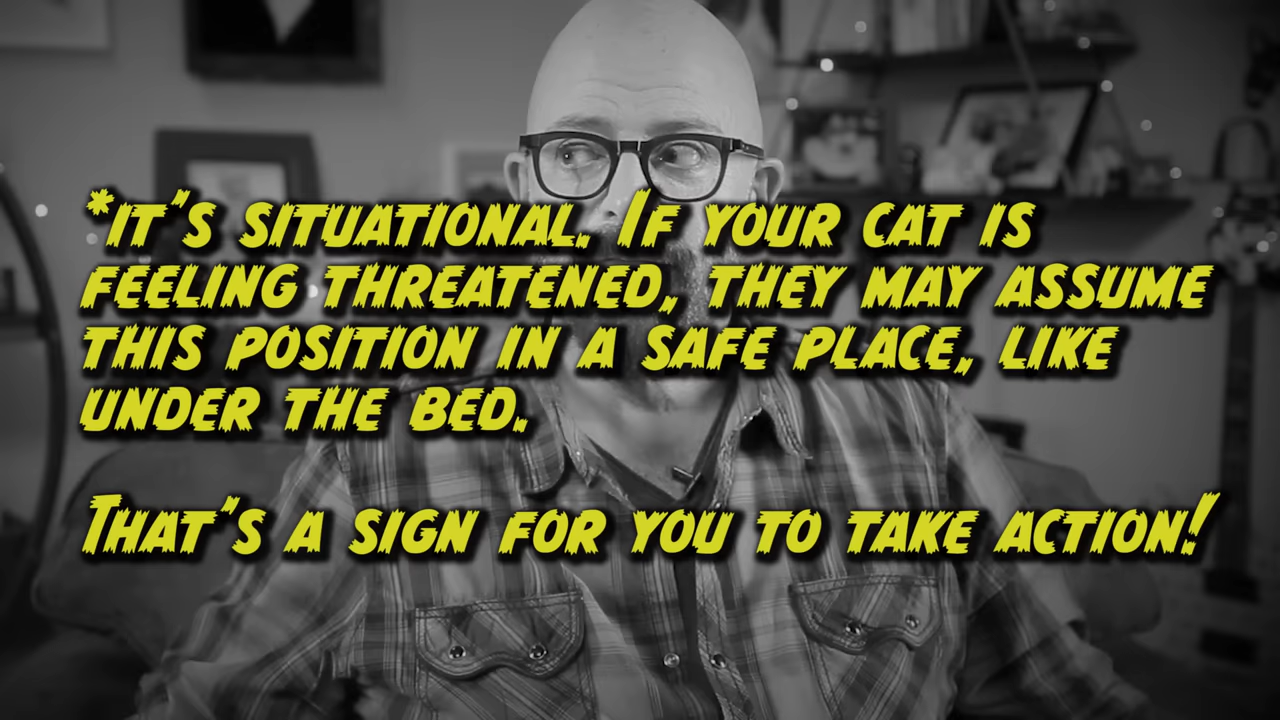 *It's situational. If your cat is
feeling threatened, they may assume
this position in a safe place, like
under the bed.
That's a sign for you to take action!